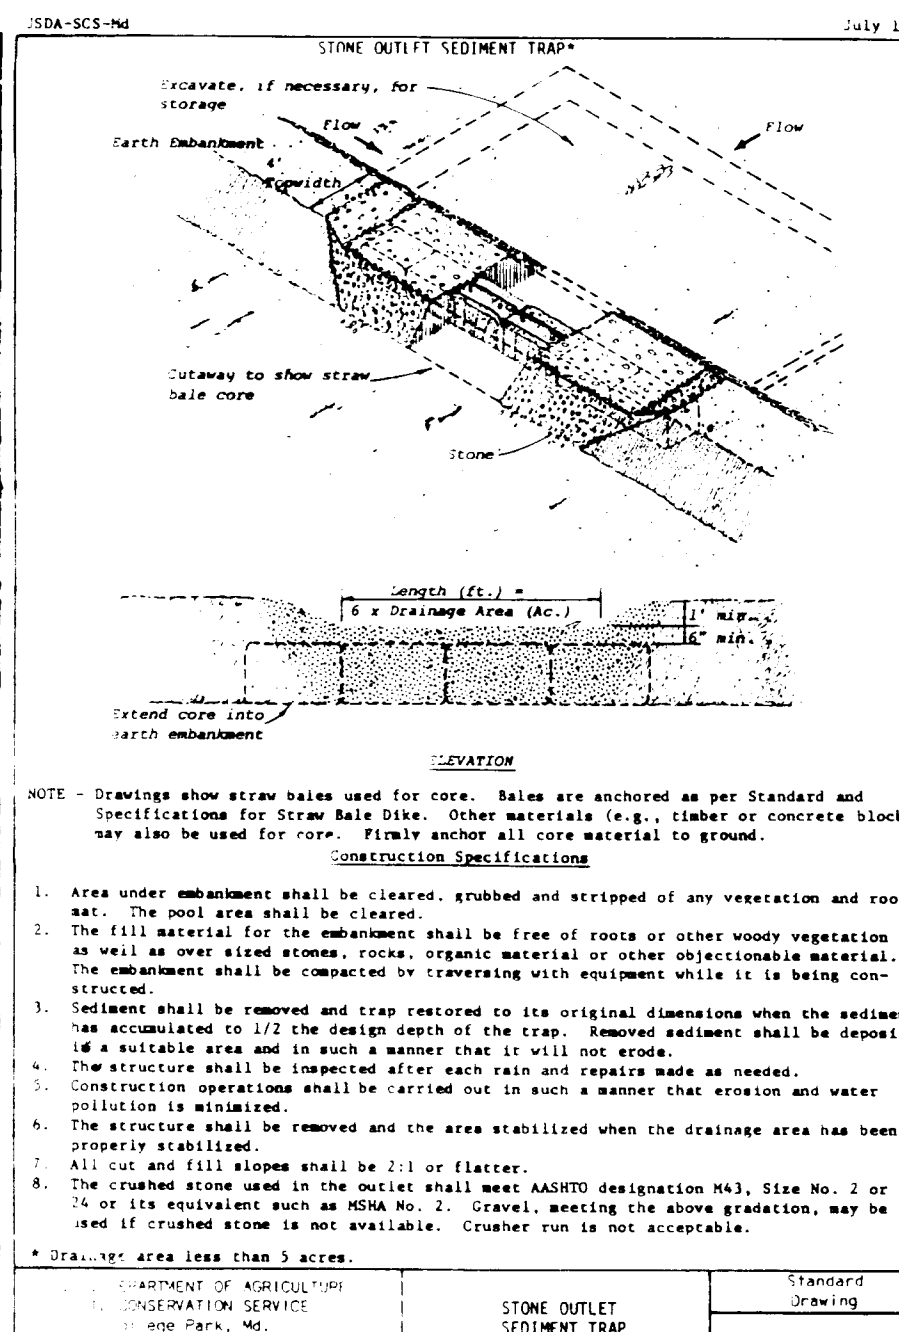 JSDA-SCS-Md
July 1
STONE OUTLET SEDIMENT TRAP*
Excavate, if necessary, for
storage
Flow
Flow
Earth Embankment
4'
Topwidth
Cutaway to show straw
bale core
Stone
Length (ft.) =
6 x Drainage Area (Ac.)
1' min.
6" min.
Extend core into
earth embankment
ELEVATION
NOTE - Drawings show straw bales used for core. Bales are anchored as per Standard and
Specifications for Straw Bale Dike. Other materials (e.g., timber or concrete block
may also be used for core. Firmly anchor all core material to ground.
Construction Specifications
1. Area under embankment shall be cleared, grubbed and stripped of any vegetation and roo
mat. The pool area shall be cleared.
2. The fill material for the embankment shall be free of roots or other woody vegetation
as well as over sized stones, rocks, organic material or other objectionable material.
The embankment shall be compacted by traversing with equipment while it is being con-
structed.
3. Sediment shall be removed and trap restored to its original dimensions when the sedime
has accumulated to 1/2 the design depth of the trap. Removed sediment shall be deposi
in a suitable area and in such a manner that it will not erode.
4. The structure shall be inspected after each rain and repairs made as needed.
5. Construction operations shall be carried out in such a manner that erosion and water
pollution is minimized.
6. The structure shall be removed and the area stabilized when the drainage area has been
properly stabilized.
7. All cut and fill slopes shall be 2:1 or flatter.
8. The crushed stone used in the outlet shall meet AASHTO designation M43, Size No. 2 or
24 or its equivalent such as MSHA No. 2. Gravel, meeting the above gradation, may be
used if crushed stone is not available. Crusher run is not acceptable.
* Drainage area less than 5 acres.
EPARTMENT OF AGRICULTURE
CONSERVATION SERVICE
ege Park, Md.
STONE OUTLET
SEDIMENT TRAP
Standard
Drawing